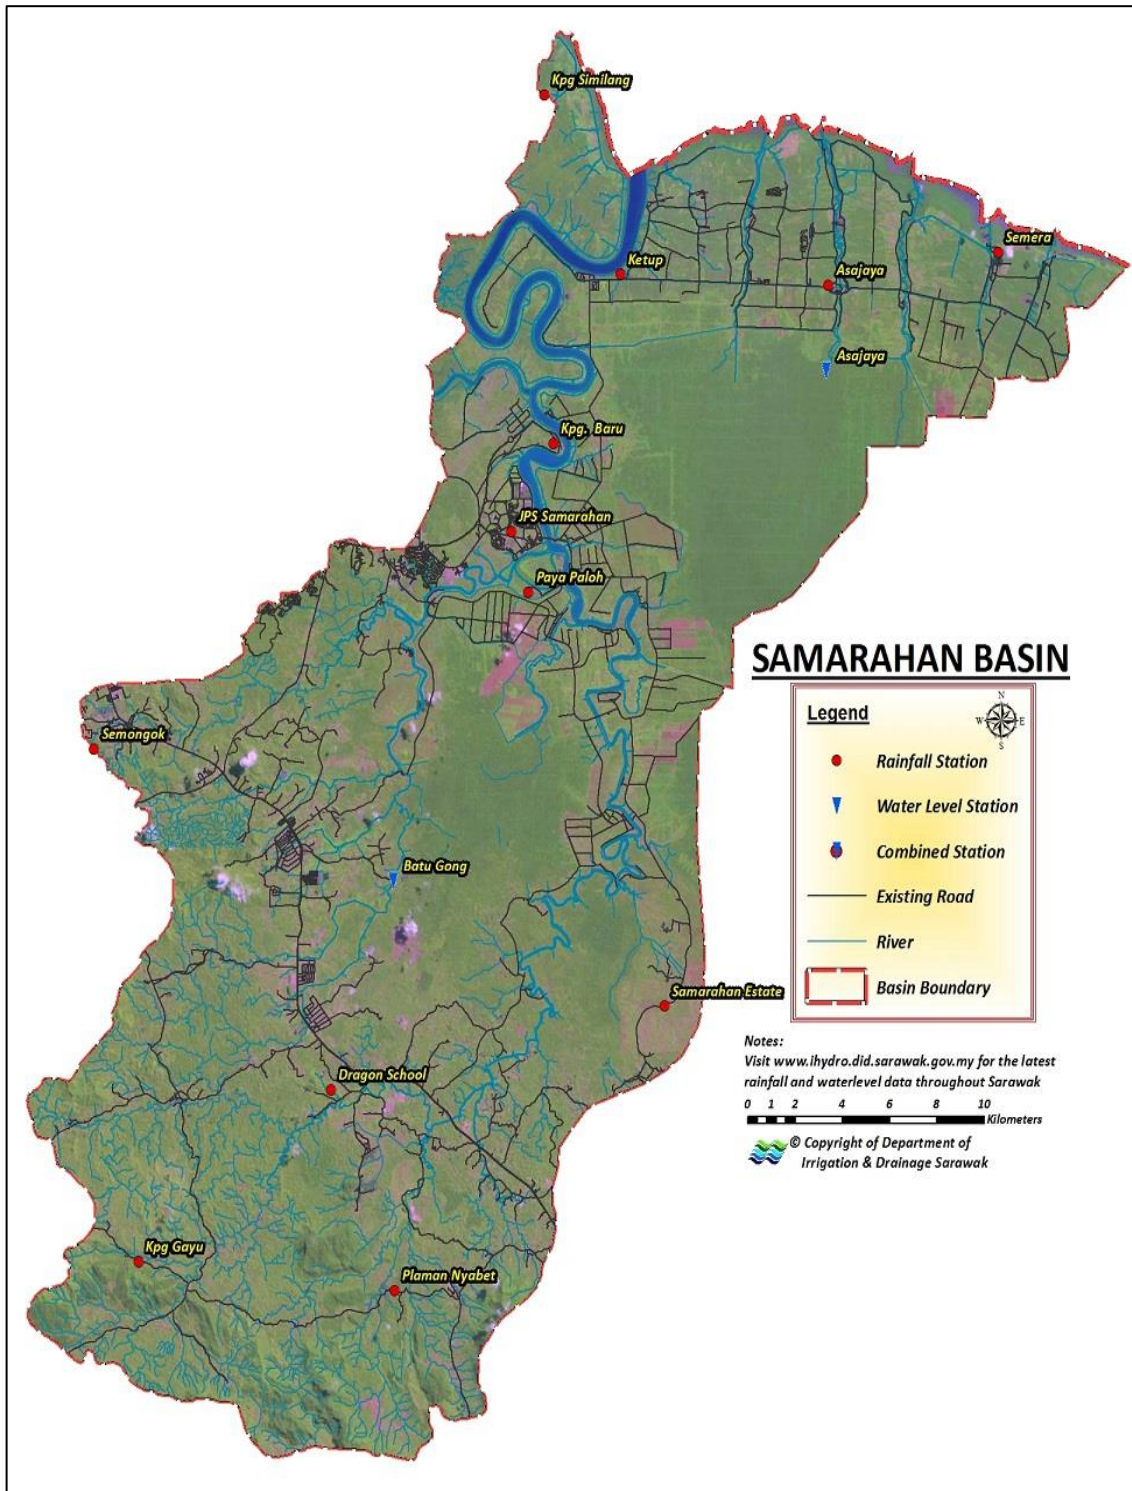 Kpg Similang
Semera
Ketup
Asajaya
Asajaya
Kpg. Baru
JPS Samarahan
Paya Paloh
SAMARAHAN BASIN
Legend
N
W E
S
Semongok
Rainfall Station
Water Level Station
Combined Station
Batu Gong
Existing Road
River
Basin Boundary
Samarahan Estate
Notes:
Visit www.ihydro.did.sarawak.gov.my for the latest
rainfall and waterlevel data throughout Sarawak
0 1 2 4 6 8 10
Kilometers
Dragon School
© Copyright of Department of
Irrigation & Drainage Sarawak
Kpg Gayu
Plaman Nyabet